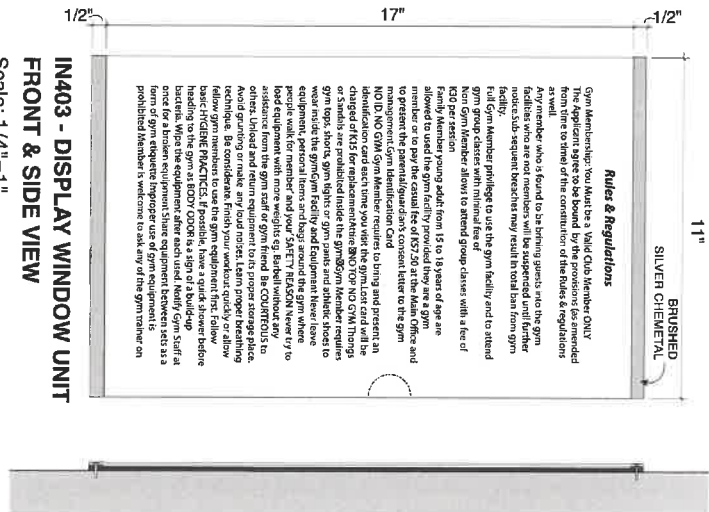 1/2"
17"
1/2"
11"
BRUSHED
SILVER CHEMETAL
Rules & Regulations
Gym Membership: You Must be a Valid Club Member ONLY
The Applicant agree to be bound by the provisions (as amended
from time to time) of the constitution of the Rules & regulations
as well.
Any member who is found to be brining guests into the gym
facilities who are not members will be suspended until further
notice.Sub-sequent breaches may result in total ban from gym
facility.
Full Gym Member privilege to use the gym facility and to attend
gym group classes with minimal fee of
Non Gym Member allows to attend group classes with a fee of
K30 per session
Family Member young adult from 15 to 18 years of age are
allowed to used the gym facility provided they are a gym
member or to pay the casual fee of K57.50 at the Main Office and
to present the parental/guardian's consent letter to the gym
management.Gym Identification Card
NO ID, NO GYM Gym Member requires to bring and present an
identification card each time you visit the gym.Lost card will be
charged of K15 for replacementAttireNO TOP NO GYM Thongs
or Sandals are prohibited Inside the gymGym Member requires
gym tops, shorts, gym tights or gym pants and athletic shoes to
wear inside the gymGym Facility and Equipment Never leave
equipment, personal items and bags around the gym where
people walk for member and your SAFETY REASON Never try to
load equipment with more weights eg. Barbell without any
assistance from the gym staff or gym friend Be COURTEOUS to
others. Unload and return equipment to its proper storage place.
Avoid grunting or make any loud noises. Learn proper breathing
technique. Be considerate. Finish your workout quickly or allow
fellow gym members to use the gym equipment first. Follow
basic HYGIENE PRACTICES. If possible, have a quick shower before
heading to the gym as BODY ODOR is a sign of a build-up
bacteria. Wipe the equipment after each used. Notify Gym Staff at
once for a broken equipment Share equipment between sets as a
form of gym etiquette Improper use of gym equipment is
prohibited Member is welcome to ask any of the gym trainer on
IN403 - DISPLAY WINDOW UNIT
FRONT & SIDE VIEW
Scale: 1/4"=1"